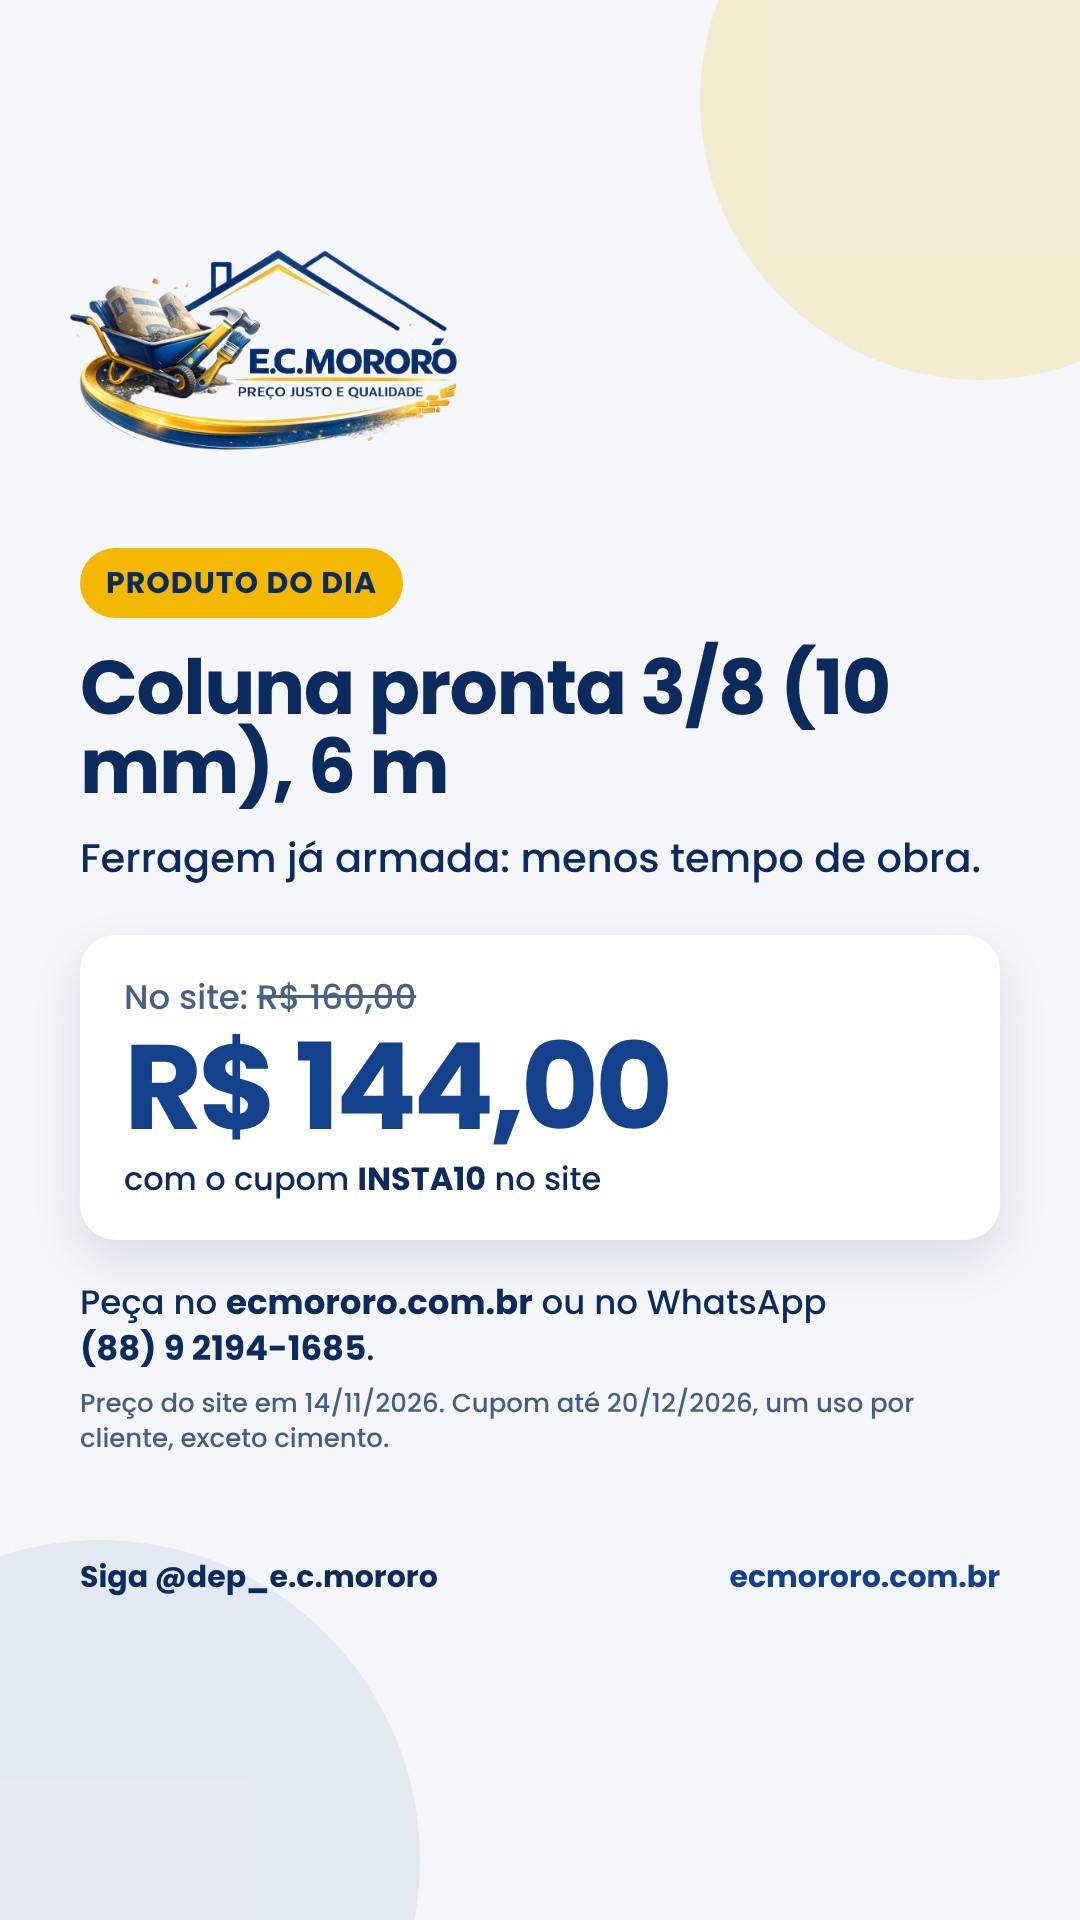 E.C.MORORÓ
PREÇO JUSTO E QUALIDADE
PRODUTO DO DIA
Coluna pronta 3/8 (10
mm), 6 m
Ferragem já armada: menos tempo de obra.
No site: R$ 160,00
R$ 144,00
com o cupom INSTA10 no site
Peça no ecmororo.com.br ou no WhatsApp
(88) 9 2194-1685.
Preço do site em 14/11/2026. Cupom até 20/12/2026, um uso por
cliente, exceto cimento.
Siga @dep_e.c.mororo
ecmororo.com.br